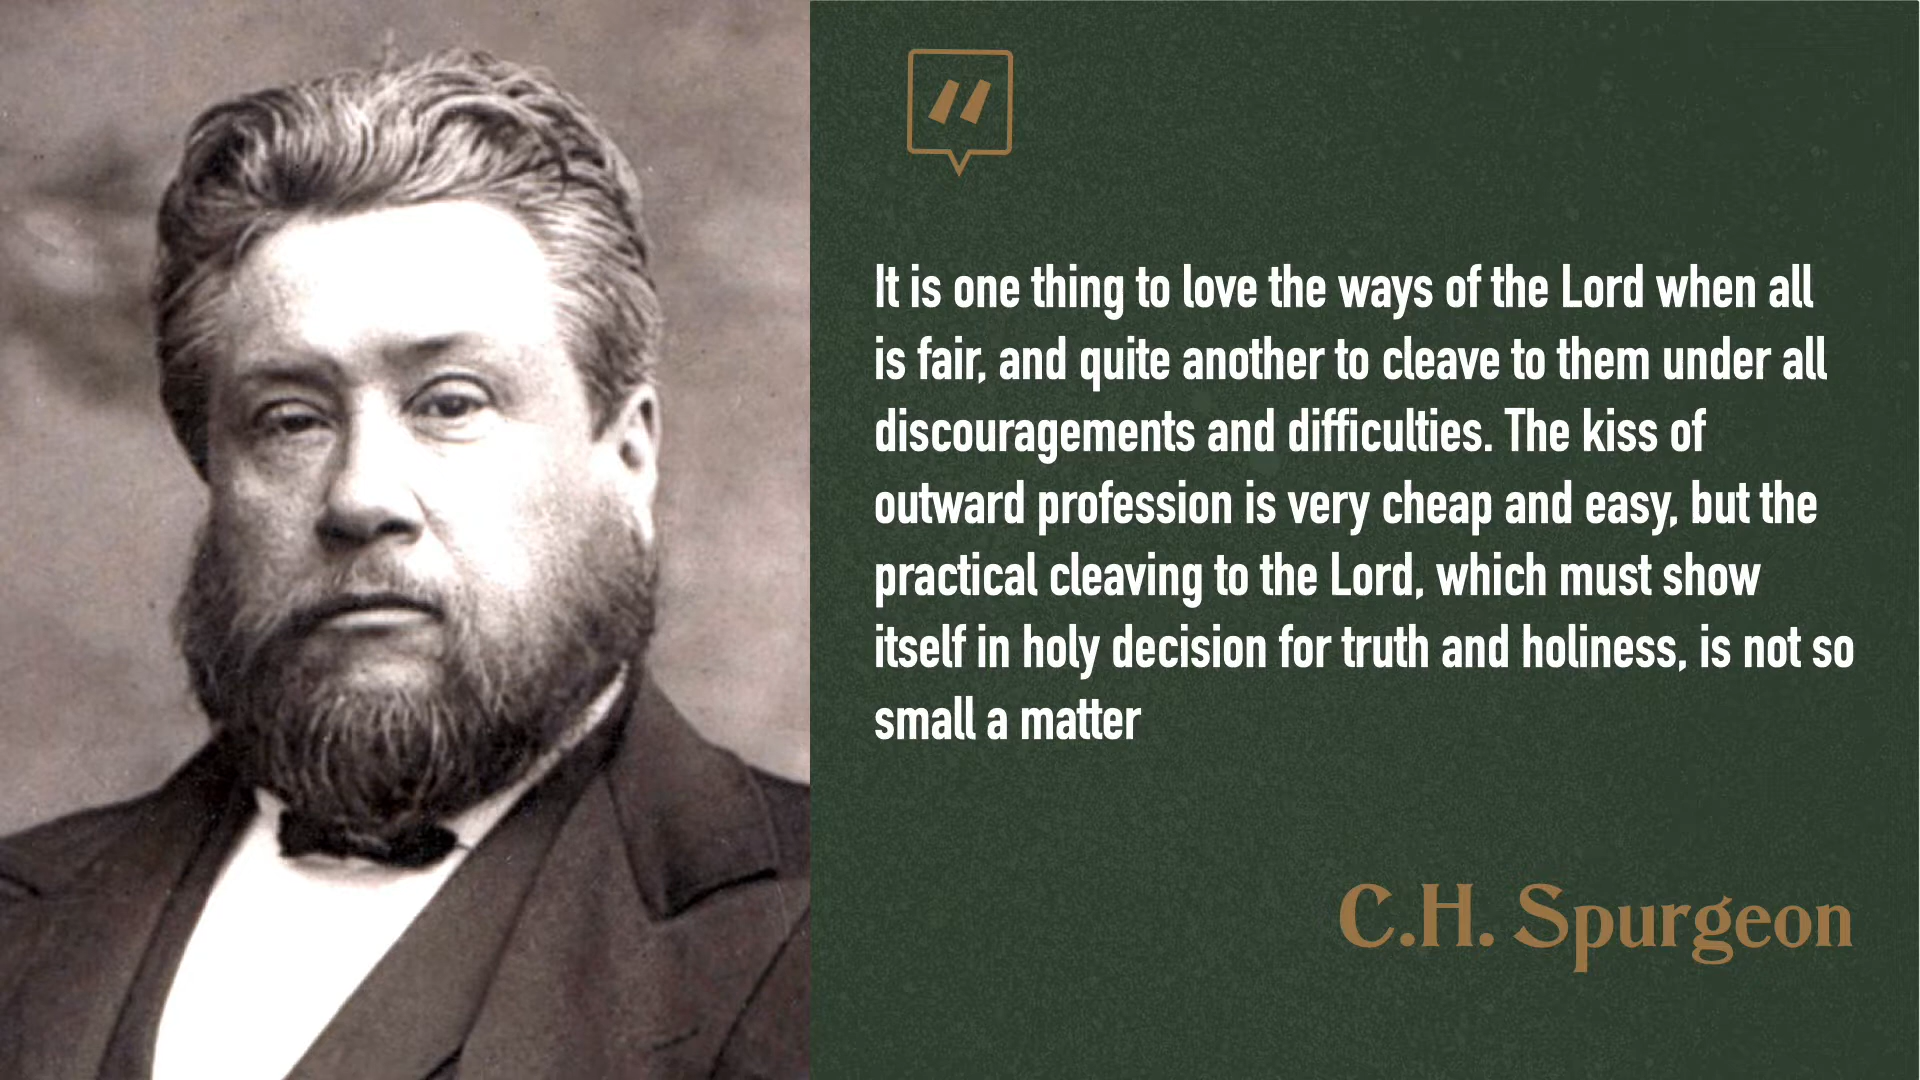 It is one thing to love the ways of the Lord when all
is fair, and quite another to cleave to them under all
discouragements and difficulties. The kiss of
outward profession is very cheap and easy, but the
practical cleaving to the Lord, which must show
itself in holy decision for truth and holiness, is not so
small a matter
C.H. Spurgeon